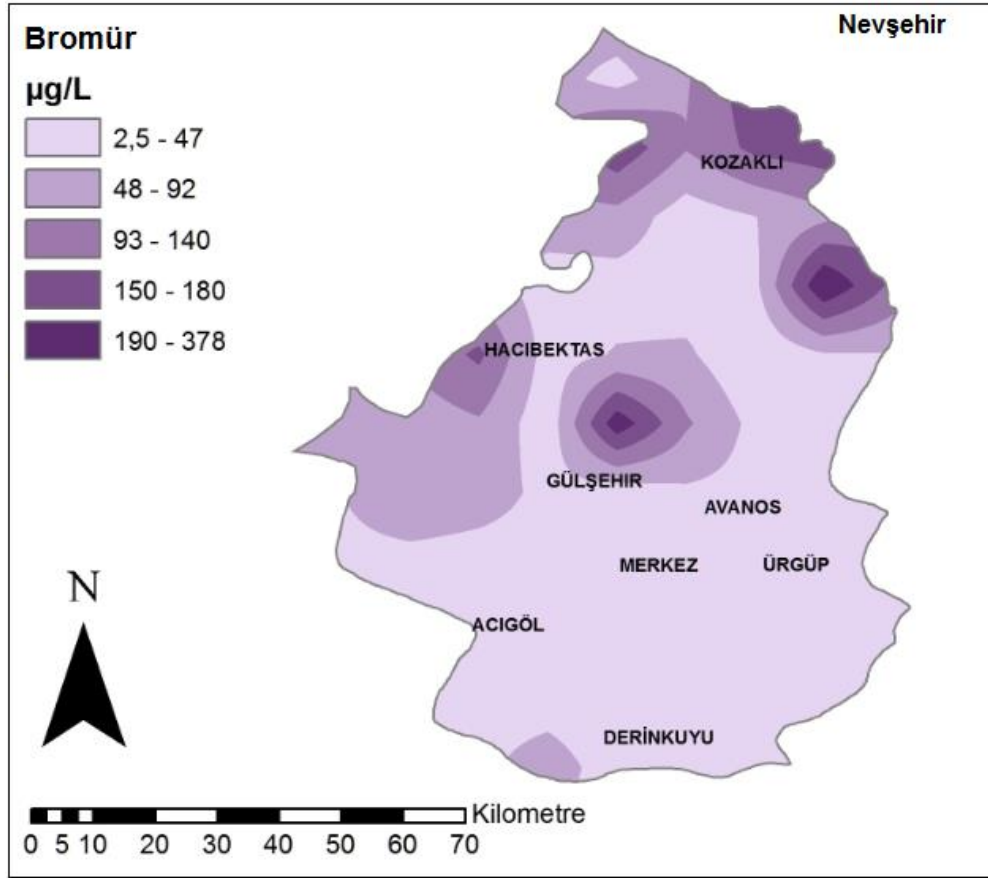 Bromür
Nevşehir
µg/L
2,5 - 47
48 - 92
93 - 140
150 - 180
190 - 378
KOZAKLI
HACIBEKTAS
GÜLŞEHIR
AVANOS
MERKEZ
ÜRGÜP
ACIGÖL
DERİNKUYU
N
Kilometre
0 5 10 20 30 40 50 60 70